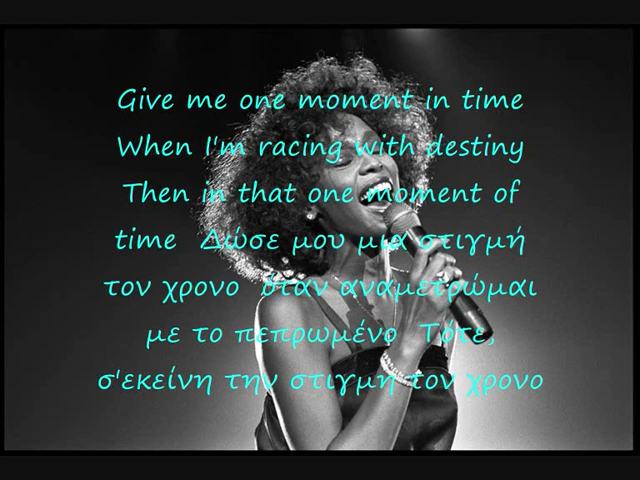 Give me one moment in time
When I'm racing with destiny
Then in that one moment of
time Δώσε μου μια στιγμή
τον χρονο όταν αναμετρώμαι
με το πεπρωμένο Τότε,
σ'εκείνη την στιγμή τον χρονο